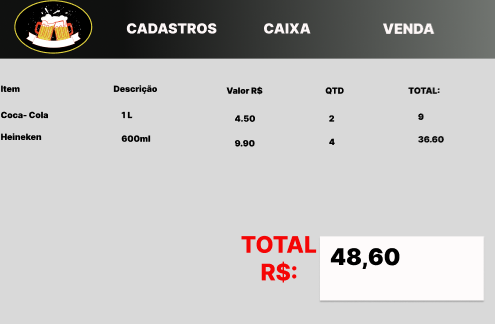 CADASTROS CAIXA VENDA
Item Descrição Valor R$ QTD TOTAL:
Coca- Cola 1 L 4.50 2 9
Heineken 600ml 9.90 4 36.60
TOTAL 48,60
R$: